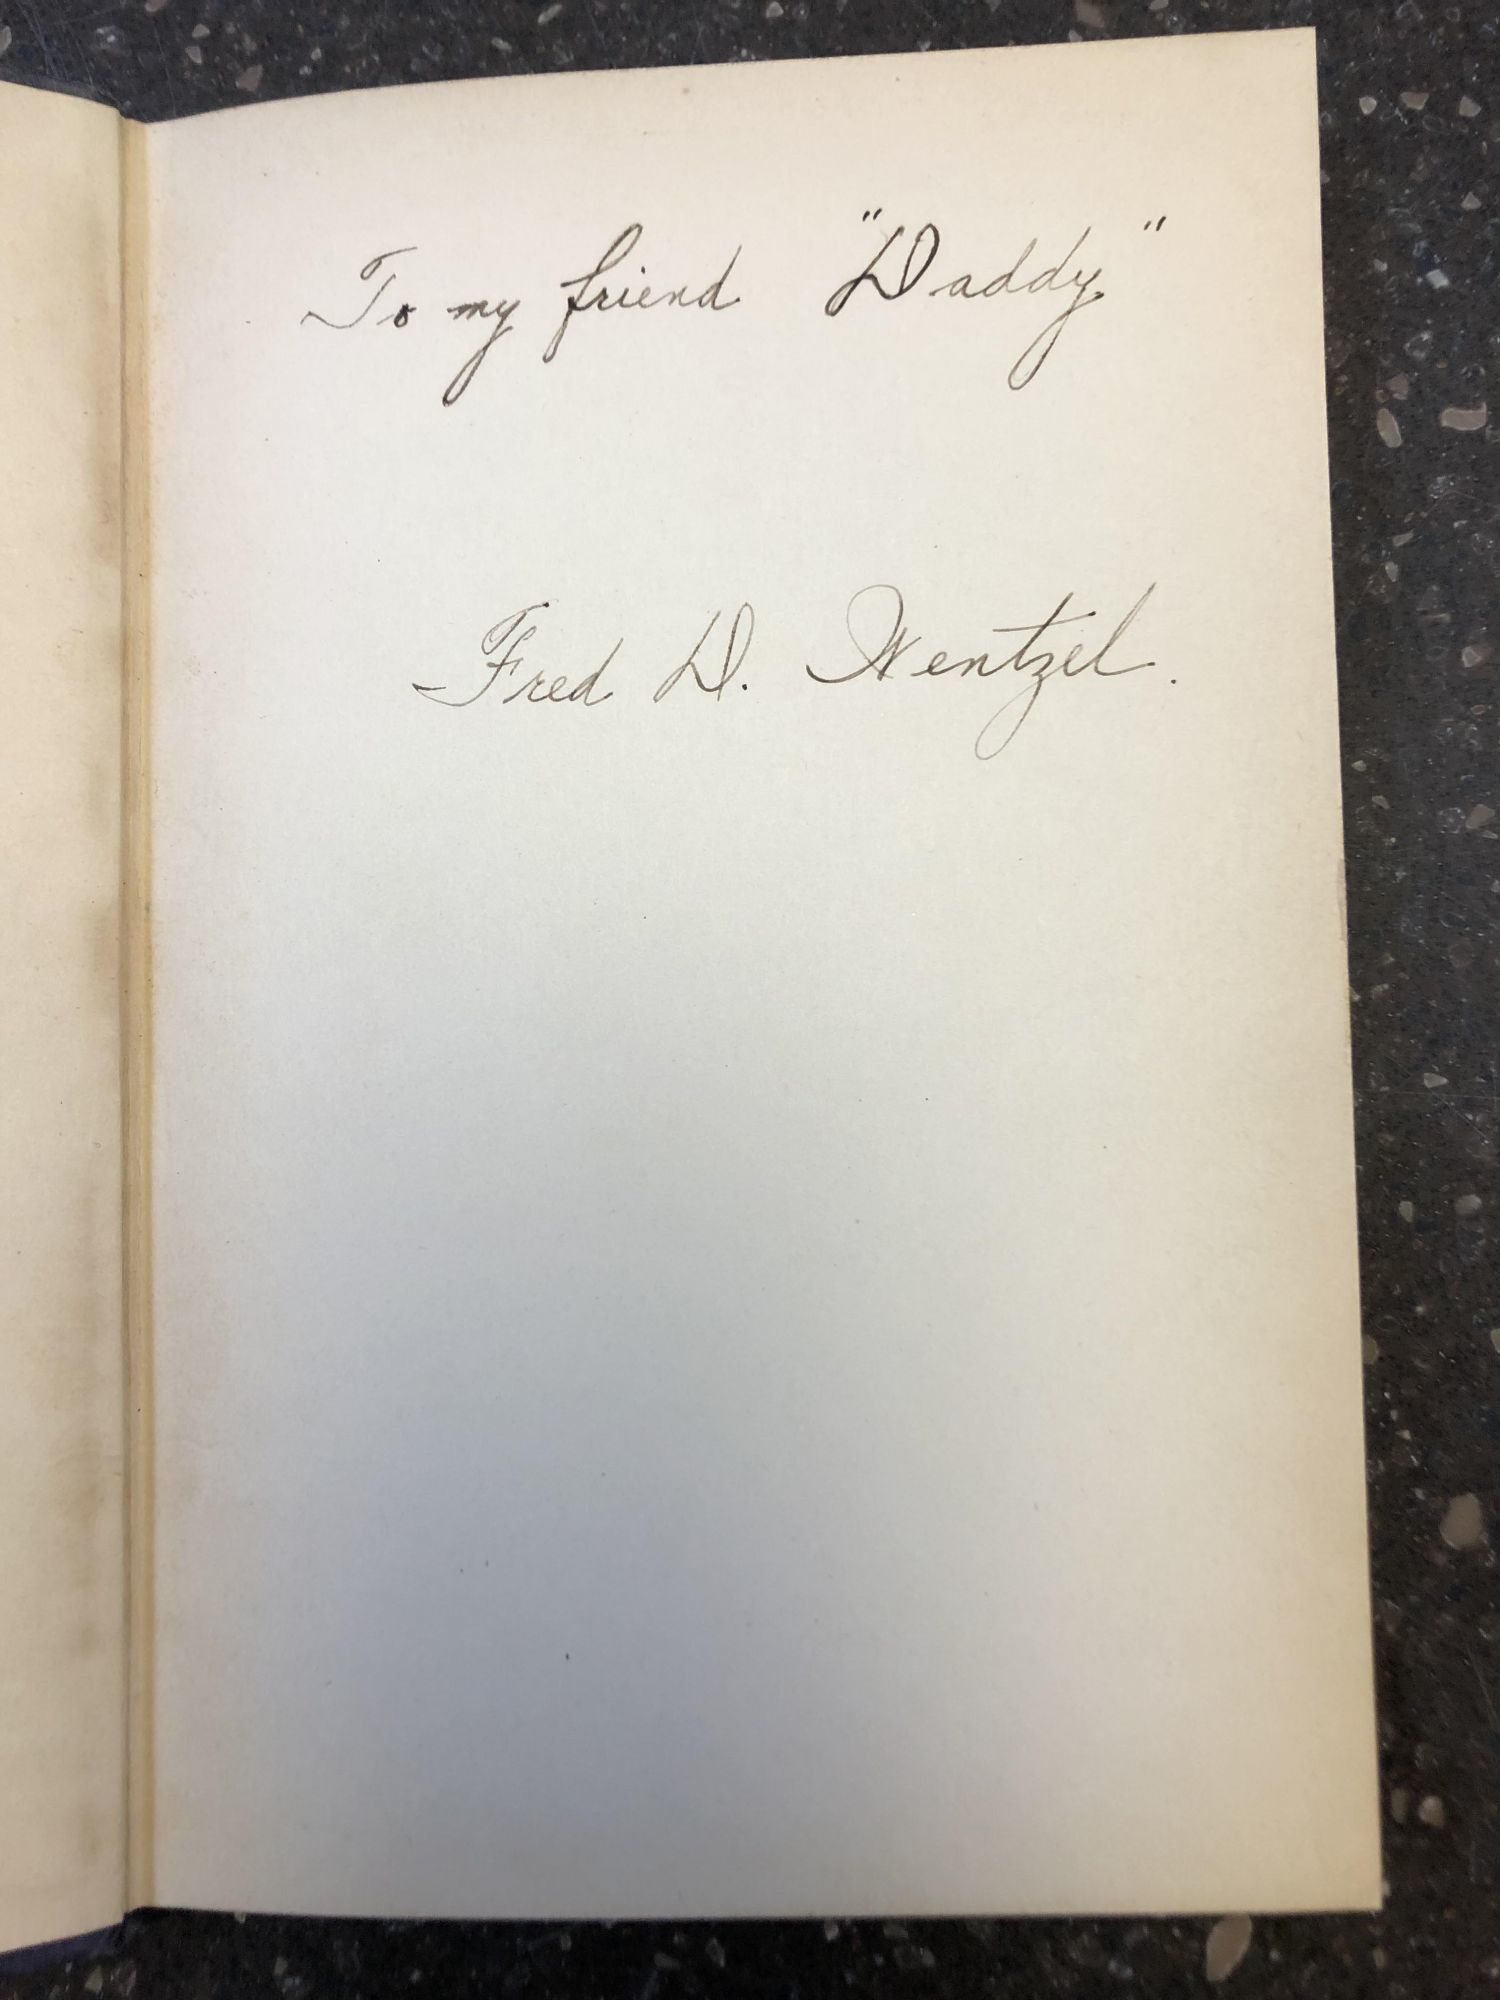 To my friend "Daddy"
Fred D. Wentzel.